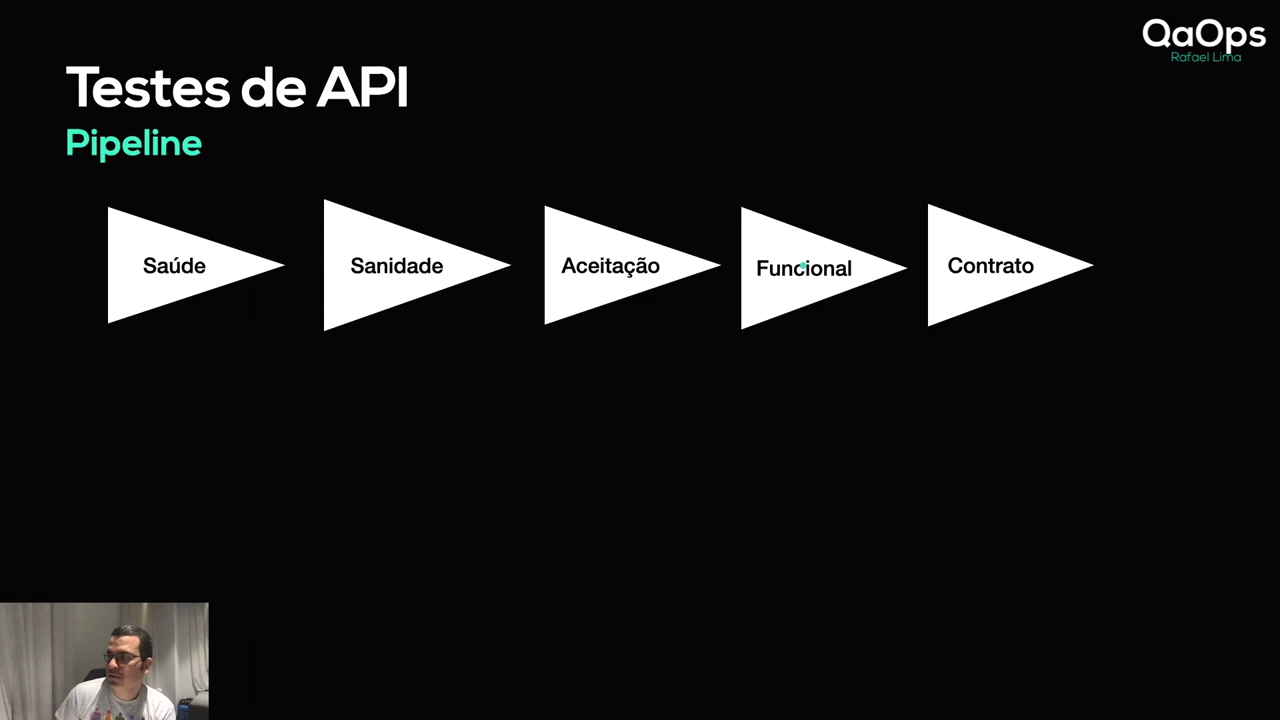 QaOps
Rafael Lima
Testes de API
Pipeline
Saúde
Sanidade
Aceitação
Funcional
Contrato